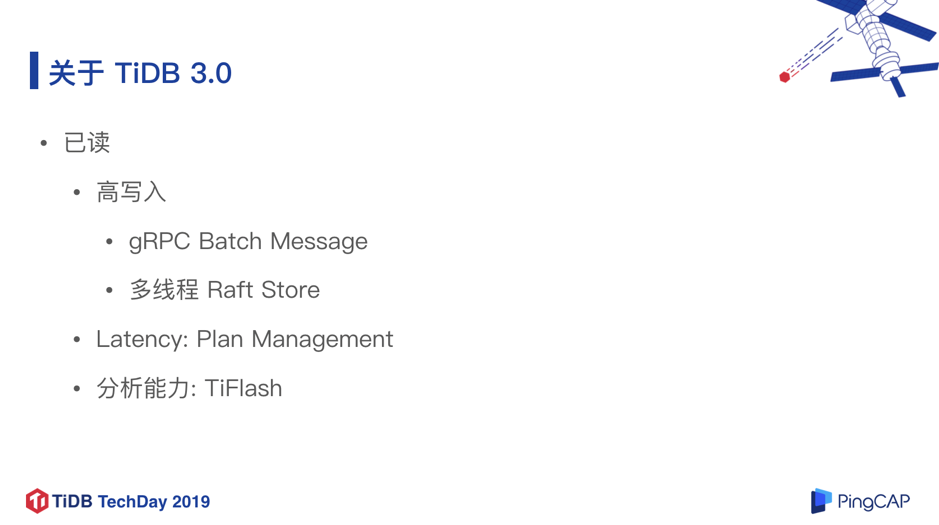 关于 TiDB 3.0
• 已读
• 高写入
• gRPC Batch Message
• 多线程 Raft Store
• Latency: Plan Management
• 分析能力: TiFlash
TiDB TechDay 2019
PingCAP